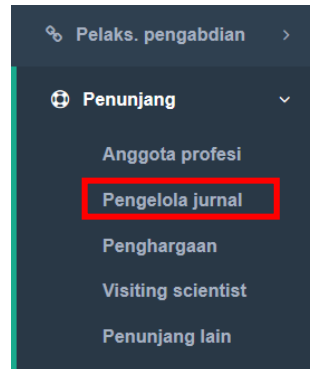 Pelaks. pengabdian
Penunjang
Anggota profesi
Pengelola jurnal
Penghargaan
Visiting scientist
Penunjang lain